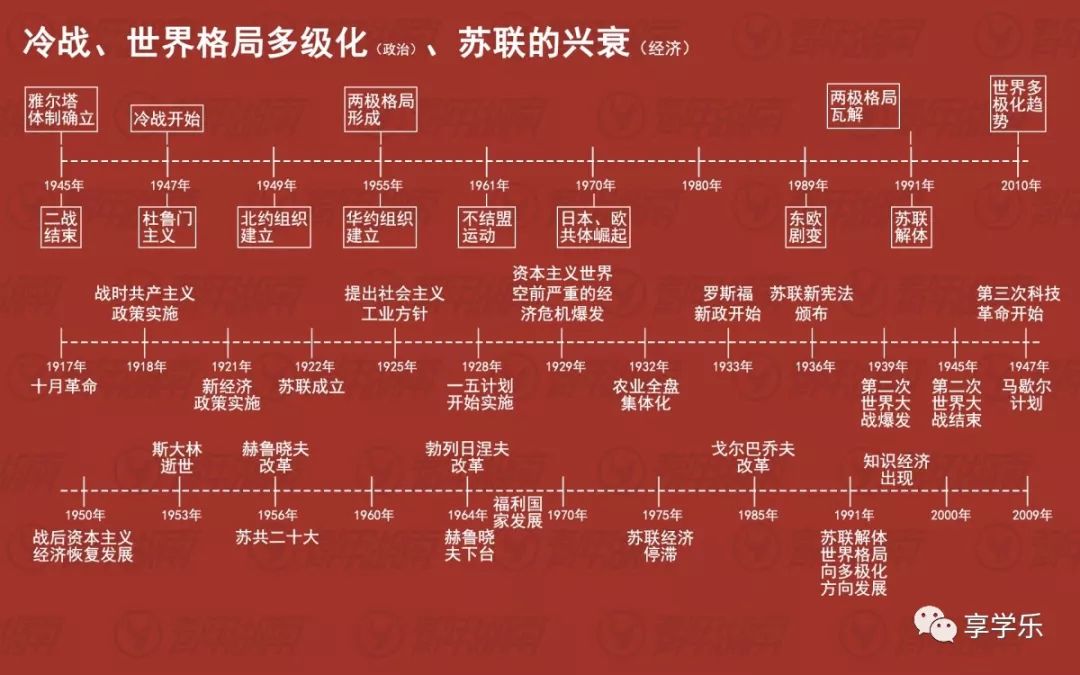 冷战、世界格局多级化(政治)、苏联的兴衰(经济)
雅尔塔
体制确立
冷战开始
两极格局
形成
两极格局
瓦解
世界多
极化趋
势
1945年
1947年
1949年
1955年
1961年
1970年
1980年
1989年
1991年
2010年
二战
结束
杜鲁门
主义
北约组织
建立
华约组织
建立
不结盟
运动
日本、欧
共体崛起
东欧
剧变
苏联
解体
战时共产主义
政策实施
提出社会主义
工业方针
资本主义世界
空前严重的经
济危机爆发
罗斯福
新政开始
苏联新宪法
颁布
第三次科技
革命开始
1917年
1918年
1921年
1922年
1925年
1928年
1929年
1932年
1933年
1936年
1939年
1945年
1947年
十月革命
新经济
政策实施
苏联成立
一五计划
开始实施
农业全盘
集体化
第二次
世界大
战爆发
第二次
世界大
战结束
马歇尔
计划
斯大林
逝世
赫鲁晓夫
改革
勃列日涅夫
改革
戈尔巴乔夫
改革
知识经济
出现
1950年
1953年
1956年
1960年
1964年
福利国
家发展
1970年
1975年
1985年
1991年
2000年
2009年
战后资本主义
经济恢复发展
苏共二十大
赫鲁晓
夫下台
苏联经济
停滞
苏联解体
世界格局
向多极化
方向发展
享学乐